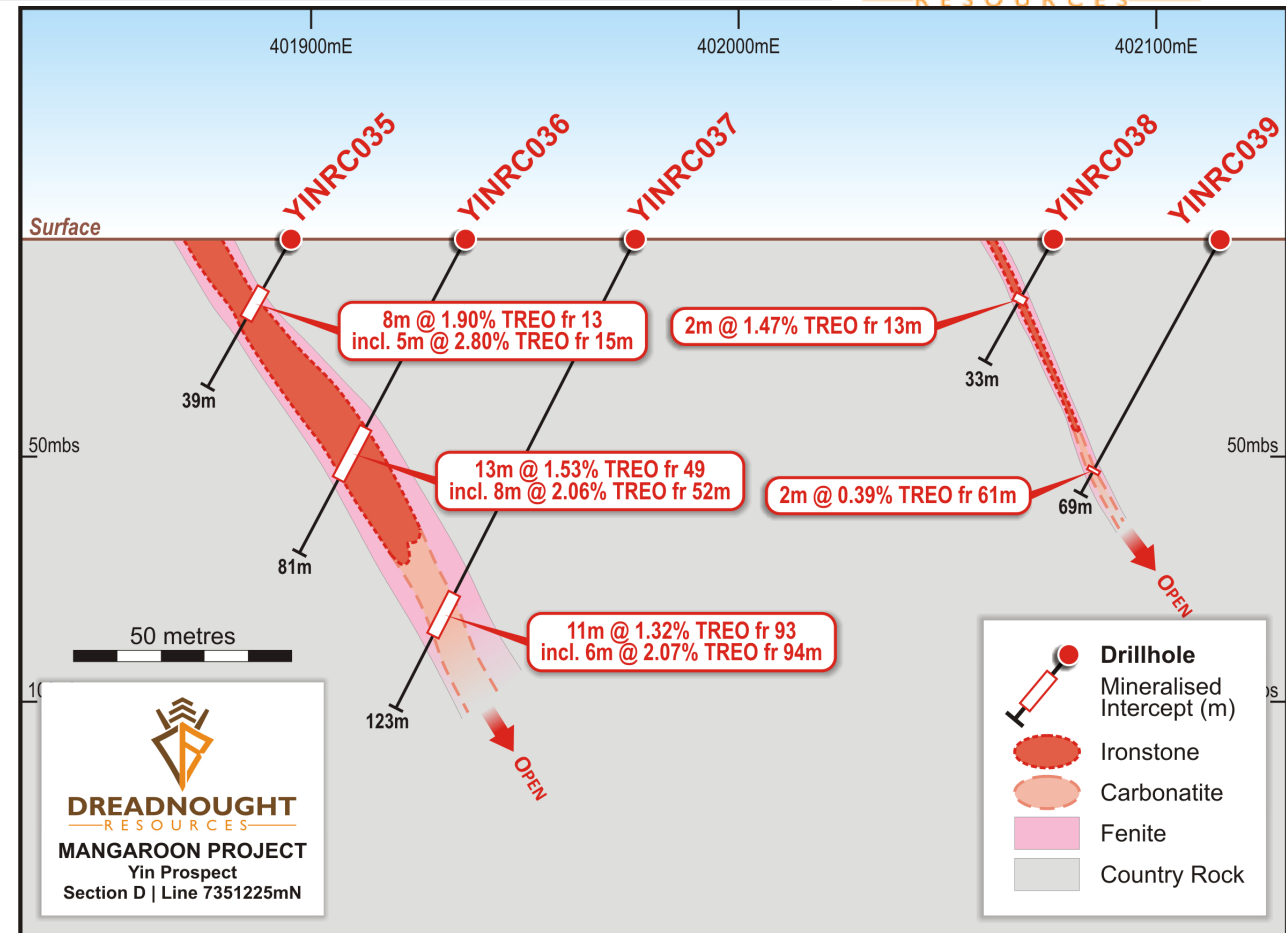 RESOURCES
401900mE
402000mE
402100mE
YINRC035
YINRC036
YINRC037
YINRC038
YINRC039
Surface
8m @ 1.90% TREO fr 13
incl. 5m @ 2.80% TREO fr 15m
2m @ 1.47% TREO fr 13m
39m
33m
50mbs
50mbs
13m @ 1.53% TREO fr 49
incl. 8m @ 2.06% TREO fr 52m
2m @ 0.39% TREO fr 61m
69m
81m
OPEN
11m @ 1.32% TREO fr 93
incl. 6m @ 2.07% TREO fr 94m
50 metres
123m
OPEN
DREADNOUGHT
RESOURCES
MANGAROON PROJECT
Yin Prospect
Section D | Line 7351225mN
Drillhole
Mineralised
Intercept (m)
Ironstone
Carbonatite
Fenite
Country Rock